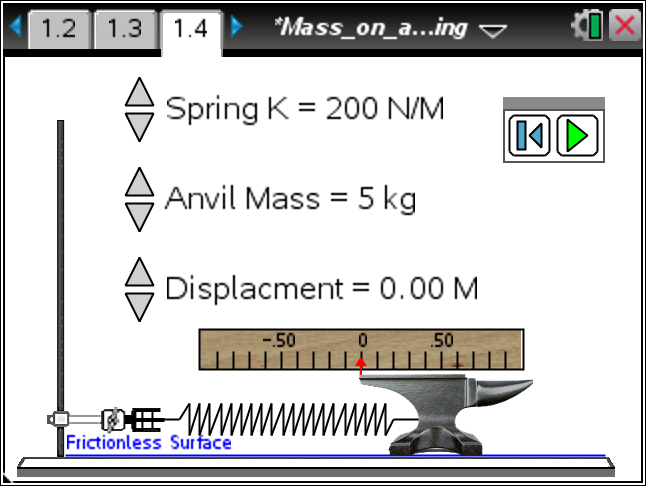 1.2 1.3 1.4 *Mass_on_a...ing
Spring K = 200 N/M
Anvil Mass = 5 kg
Displacment = 0.00 M
-.50 0 .50
Frictionless Surface